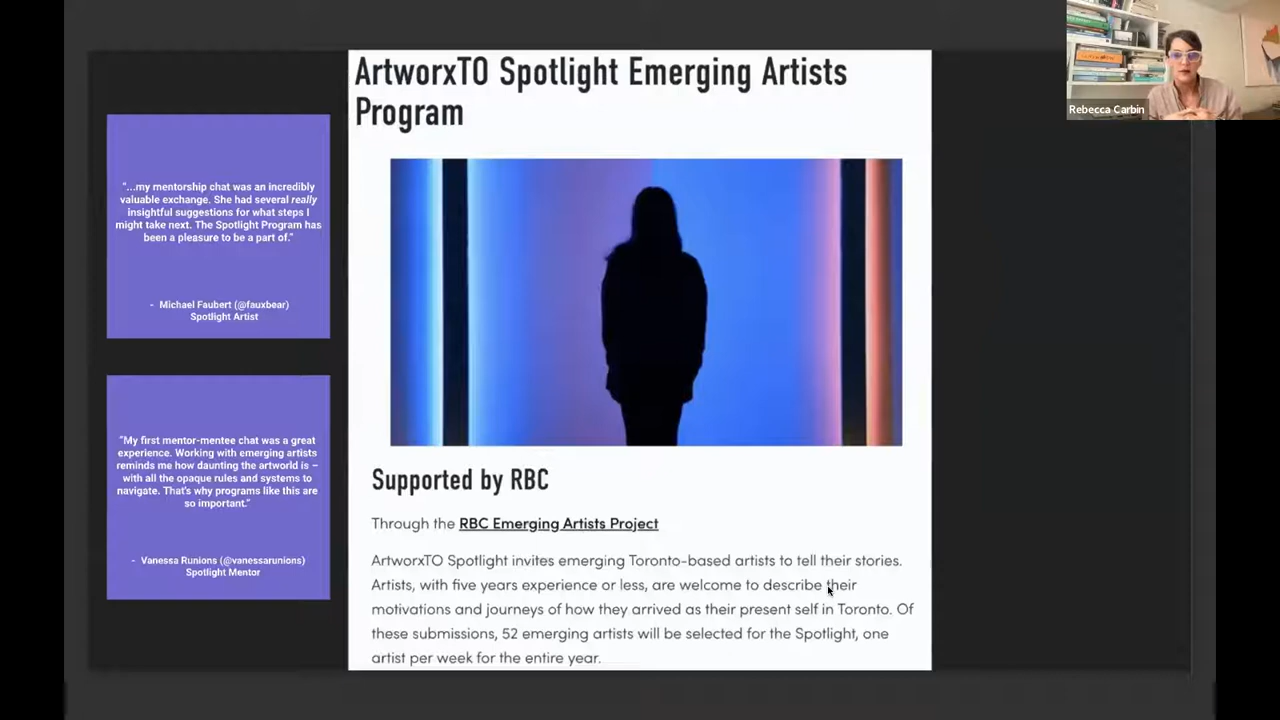 ArtworxTO Spotlight Emerging Artists
Program
"...my mentorship chat was an incredibly
valuable exchange. She had several really
insightful suggestions for what steps I
might take next. The Spotlight Program has
been a pleasure to be a part of."
- Michael Faubert (@fauxbear)
Spotlight Artist
"My first mentor-mentee chat was a great
experience. Working with emerging artists
reminds me how daunting the artworld is –
with all the opaque rules and systems to
navigate. That's why programs like this are
so important."
- Vanessa Runions (@vanessarunions)
Spotlight Mentor
Supported by RBC
Through the RBC Emerging Artists Project
ArtworxTO Spotlight invites emerging Toronto-based artists to tell their stories.
Artists, with five years experience or less, are welcome to describe their
motivations and journeys of how they arrived as their present self in Toronto. Of
these submissions, 52 emerging artists will be selected for the Spotlight, one
artist per week for the entire year.
Rebecca Carbin